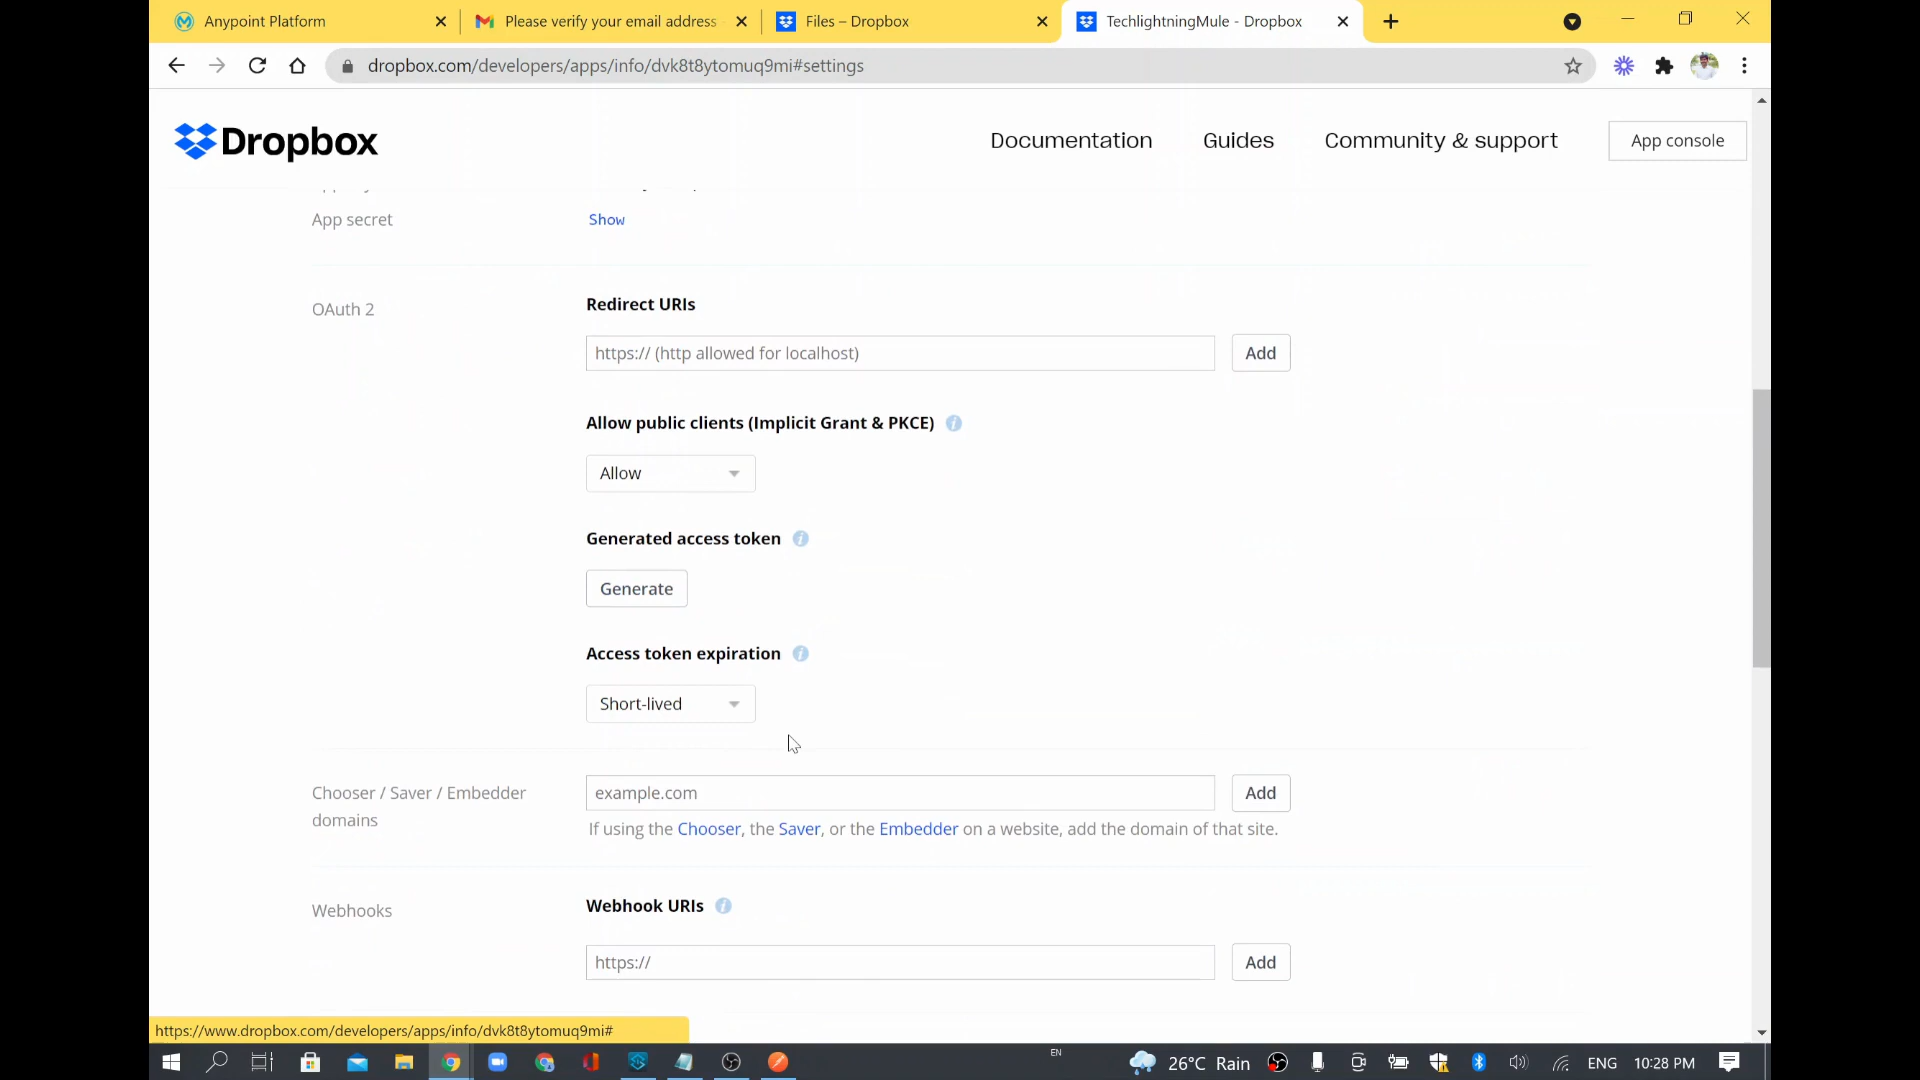 Anypoint Platform
Please verify your email address
Files – Dropbox
TechlightningMule - Dropbox
dropbox.com/developers/apps/info/dvk8t8ytomuq9mi#settings
Dropbox
Documentation
Guides
Community & support
App console
App secret
Show
OAuth 2
Redirect URIs
https:// (http allowed for localhost)
Add
Allow public clients (Implicit Grant & PKCE)
Allow
Generated access token
Generate
Access token expiration
Short-lived
Chooser / Saver / Embedder
domains
example.com
Add
If using the Chooser, the Saver, or the Embedder on a website, add the domain of that site.
Webhooks
Webhook URIs
https://
Add
https://www.dropbox.com/developers/apps/info/dvk8t8ytomuq9mi#
EN
26°C Rain
ENG
10:28 PM